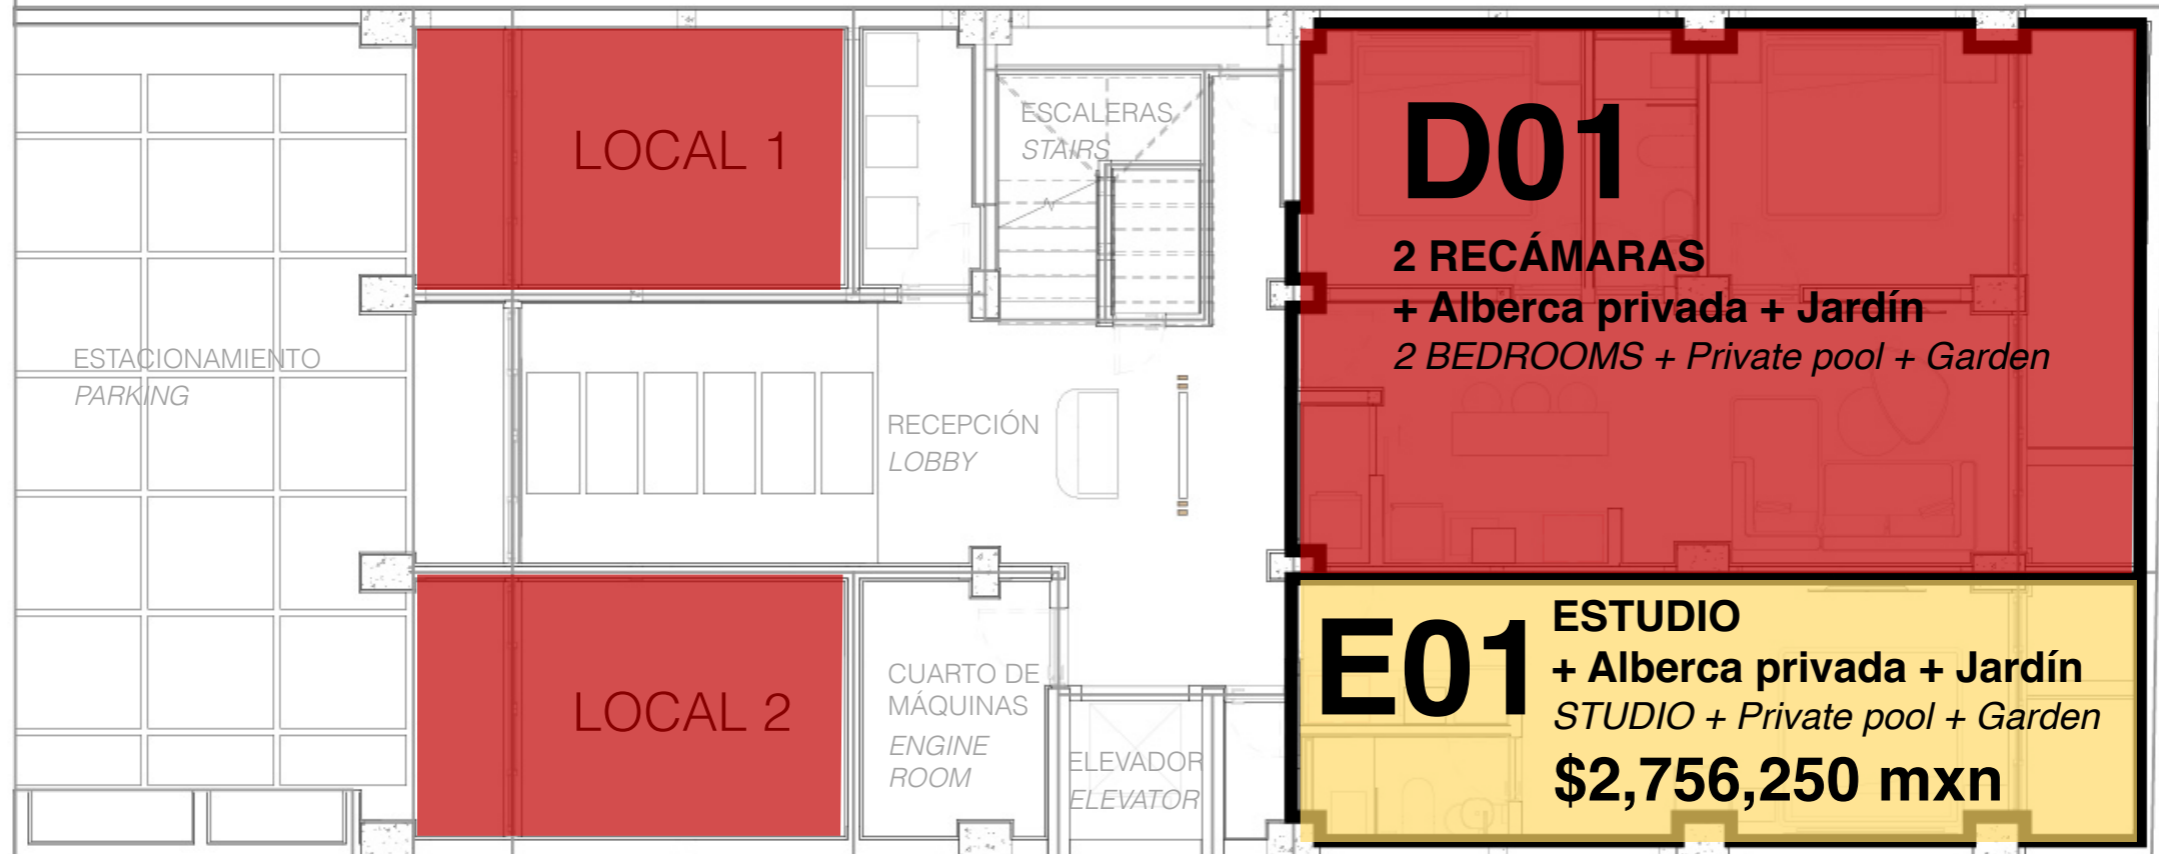 LOCAL 1
ESCALERAS
STAIRS
D01
2 RECÁMARAS
+ Alberca privada + Jardín
2 BEDROOMS + Private pool + Garden
ESTACIONAMIENTO
PARKING
RECEPCIÓN
LOBBY
LOCAL 2
CUARTO DE
MÁQUINAS
ENGINE
ROOM
ELEVADOR
ELEVATOR
E01
ESTUDIO
+ Alberca privada + Jardín
STUDIO + Private pool + Garden
$2,756,250 mxn